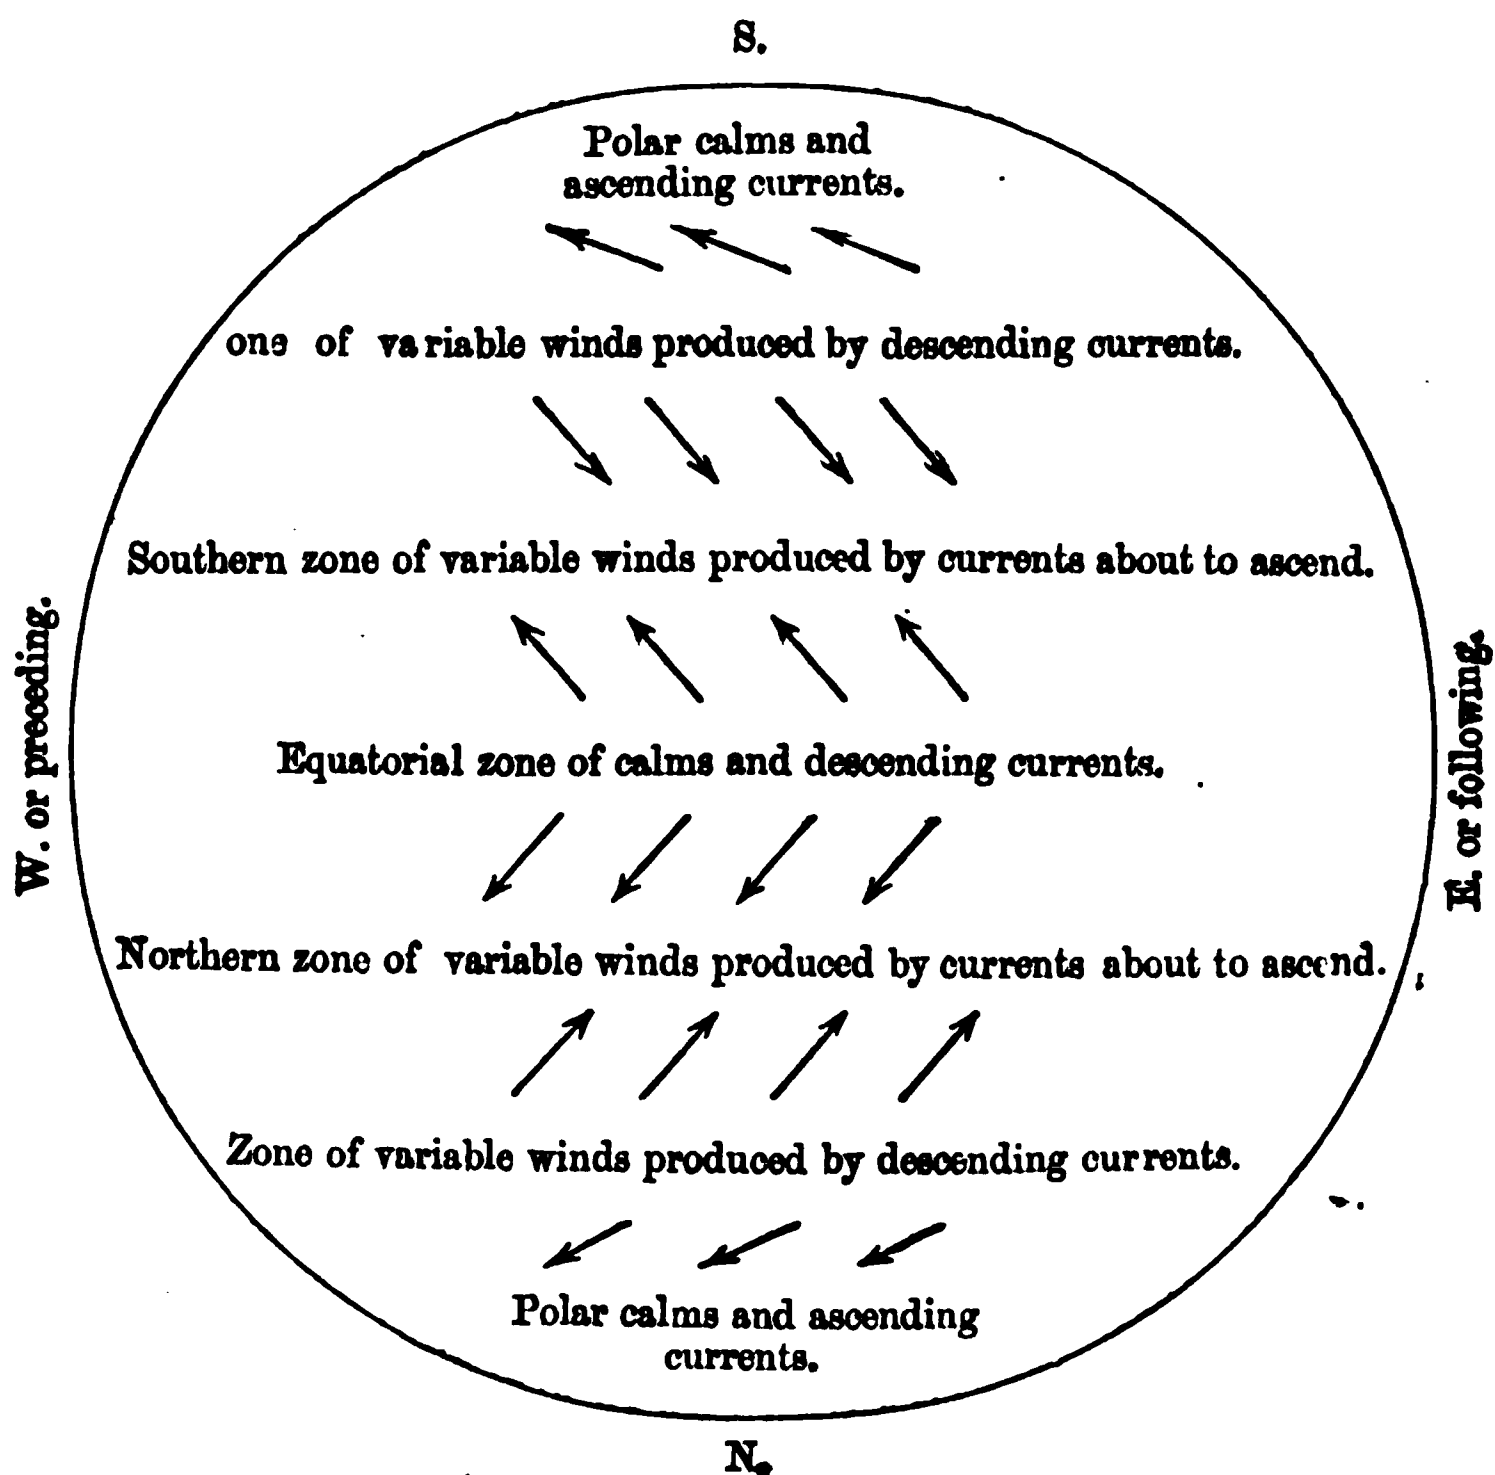 S.
Polar calms and
ascending currents.
one of variable winds produced by descending currents.
Southern zone of variable winds produced by currents about to ascend.
W. or preceding.
E. or following.
Equatorial zone of calms and descending currents.
Northern zone of variable winds produced by currents about to ascend.
Zone of variable winds produced by descending currents.
Polar calms and ascending
currents.
N.